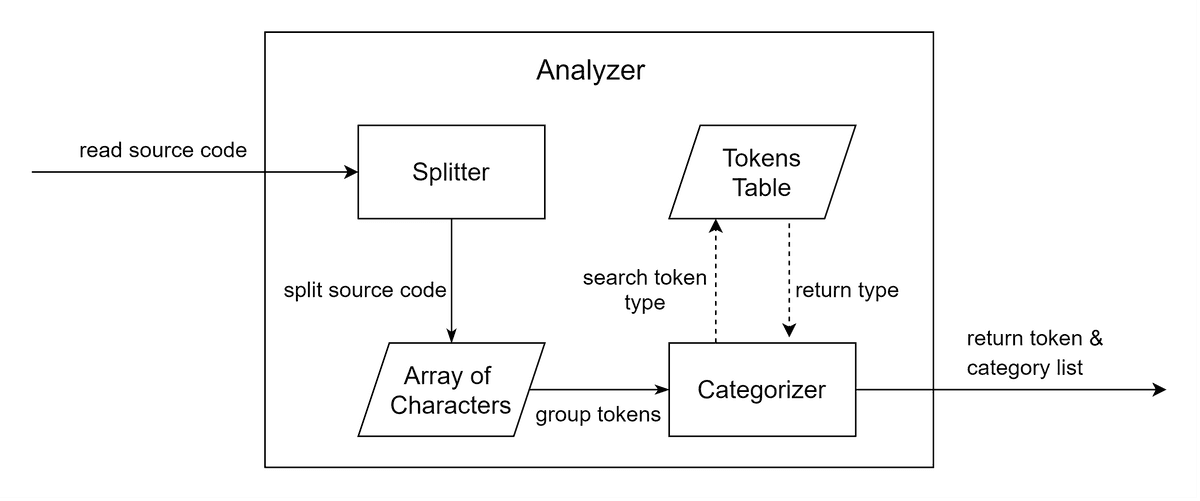 Analyzer
read source code
Splitter
Tokens
Table
split source code
search token
type
return type
return token &
category list
Array of
Characters
group tokens
Categorizer